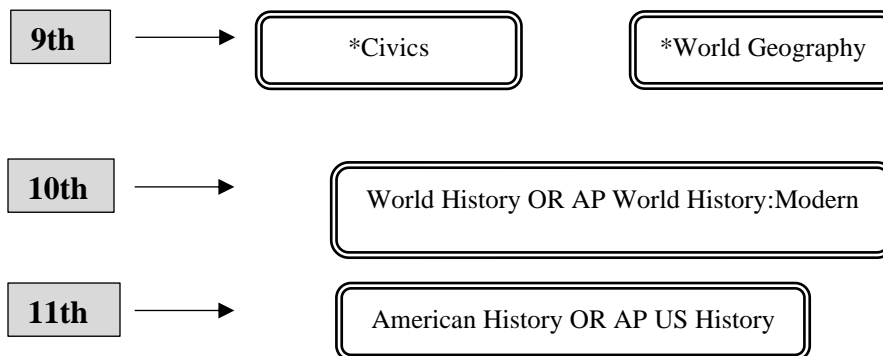 9th *Civics *World Geography
10th World History OR AP World History:Modern
11th American History OR AP US History